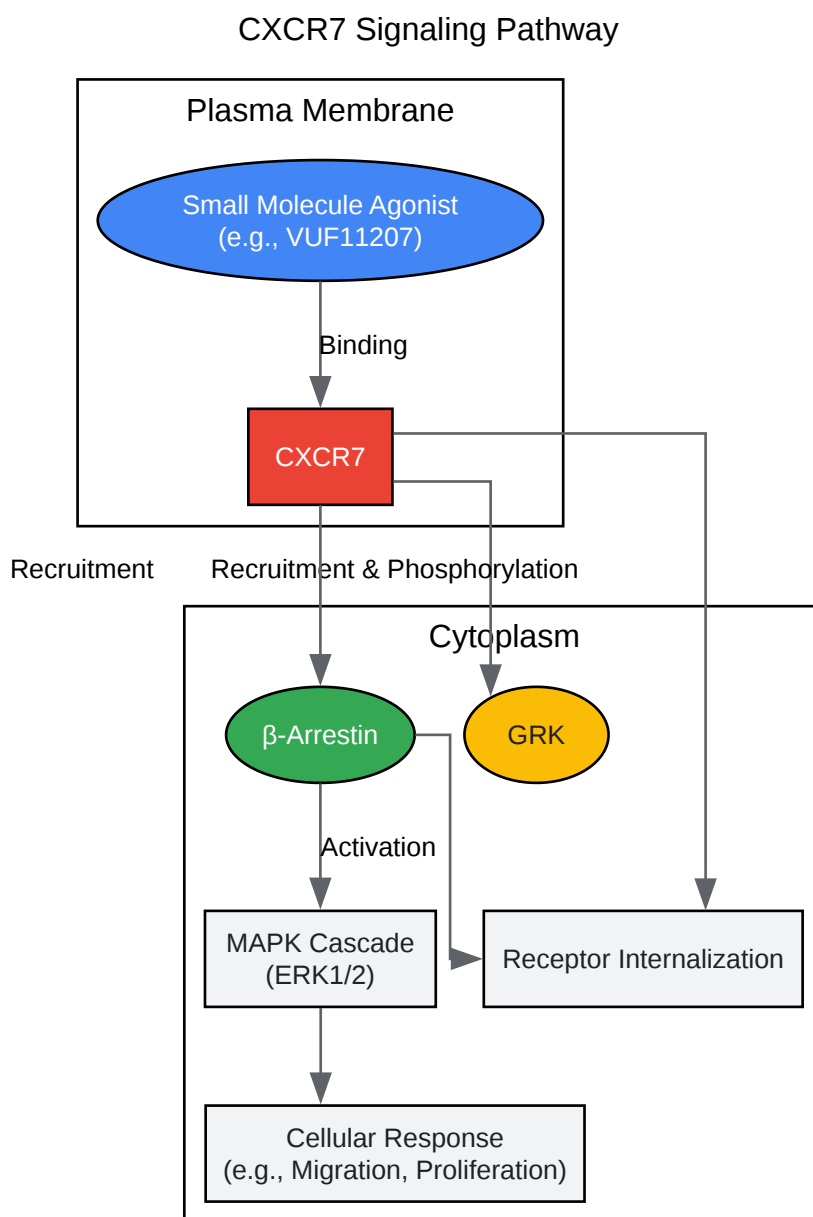 CXCR7 Signaling Pathway
Plasma Membrane
Small Molecule Agonist
(e.g., VUF11207)
Binding
CXCR7
Recruitment
Recruitment & Phosphorylation
Cytoplasm
β-Arrestin
GRK
Activation
MAPK Cascade
(ERK1/2)
Receptor Internalization
Cellular Response
(e.g., Migration, Proliferation)